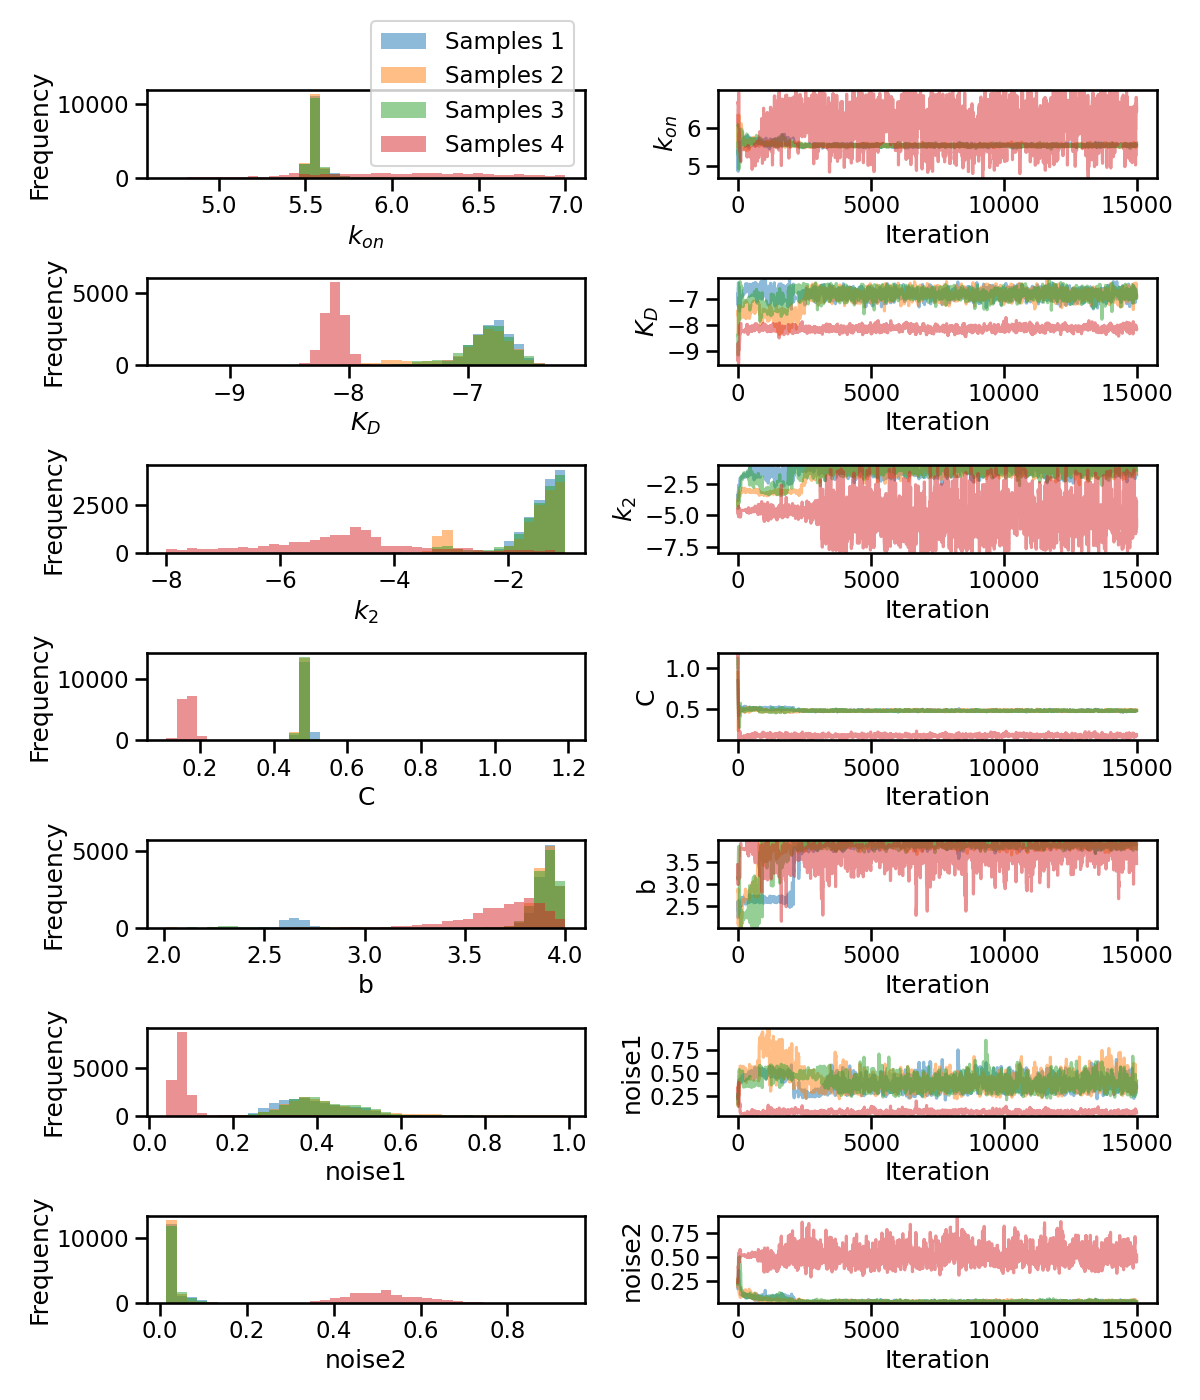 Samples 1
Samples 2
Samples 3
Samples 4
Frequency
10000
0
5.0 5.5 6.0 6.5 7.0
k_on
k_on
6
5
0 5000 10000 15000
Iteration
Frequency
5000
0
−9 −8 −7
K_D
K_D
−7
−8
−9
0 5000 10000 15000
Iteration
Frequency
2500
0
−8 −6 −4 −2
k_2
k_2
−2.5
−5.0
−7.5
0 5000 10000 15000
Iteration
Frequency
10000
0
0.2 0.4 0.6 0.8 1.0 1.2
C
C
1.0
0.5
0 5000 10000 15000
Iteration
Frequency
5000
0
2.0 2.5 3.0 3.5 4.0
b
b
3.5
3.0
2.5
0 5000 10000 15000
Iteration
Frequency
5000
0
0.0 0.2 0.4 0.6 0.8 1.0
noise1
noise1
0.75
0.50
0.25
0 5000 10000 15000
Iteration
Frequency
10000
0
0.0 0.2 0.4 0.6 0.8
noise2
noise2
0.75
0.50
0.25
0 5000 10000 15000
Iteration